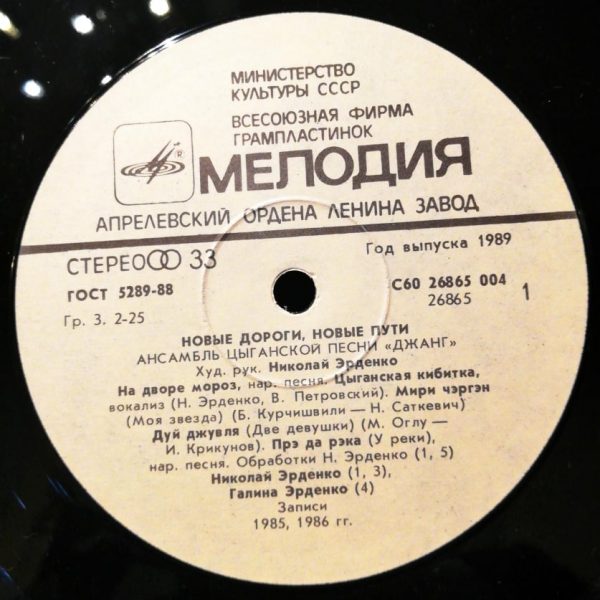 МИНИСТЕРСТВО
КУЛЬТУРЫ СССР
ВСЕСОЮЗНАЯ ФИРМА
ГРАМПЛАСТИНОК
® МЕЛОДИЯ
АПРЕЛЕВСКИЙ ОРДЕНА ЛЕНИНА ЗАВОД
СТЕРЕО 33
Год выпуска 1989
ГОСТ 5289-88
С60 26865 004
Гр. 3. 2-25
26865
1
НОВЫЕ ДОРОГИ, НОВЫЕ ПУТИ
АНСАМБЛЬ ЦЫГАНСКОЙ ПЕСНИ «ДЖАНГ»
Худ. рук. Николай Эрденко
На дворе мороз, нар. песня. Цыганская кибитка,
вокализ (Н. Эрденко, В. Петровский). Мири чэргэн
(Моя звезда) (Б. Курчишвили — Н. Саткевич)
Дуй джувля (Две девушки) (М. Оглу —
И. Крикунов). Прэ да рэка (У реки),
нар. песня. Обработки Н. Эрденко (1, 5)
Николай Эрденко (1, 3),
Галина Эрденко (4)
Записи
1985, 1986 гг.